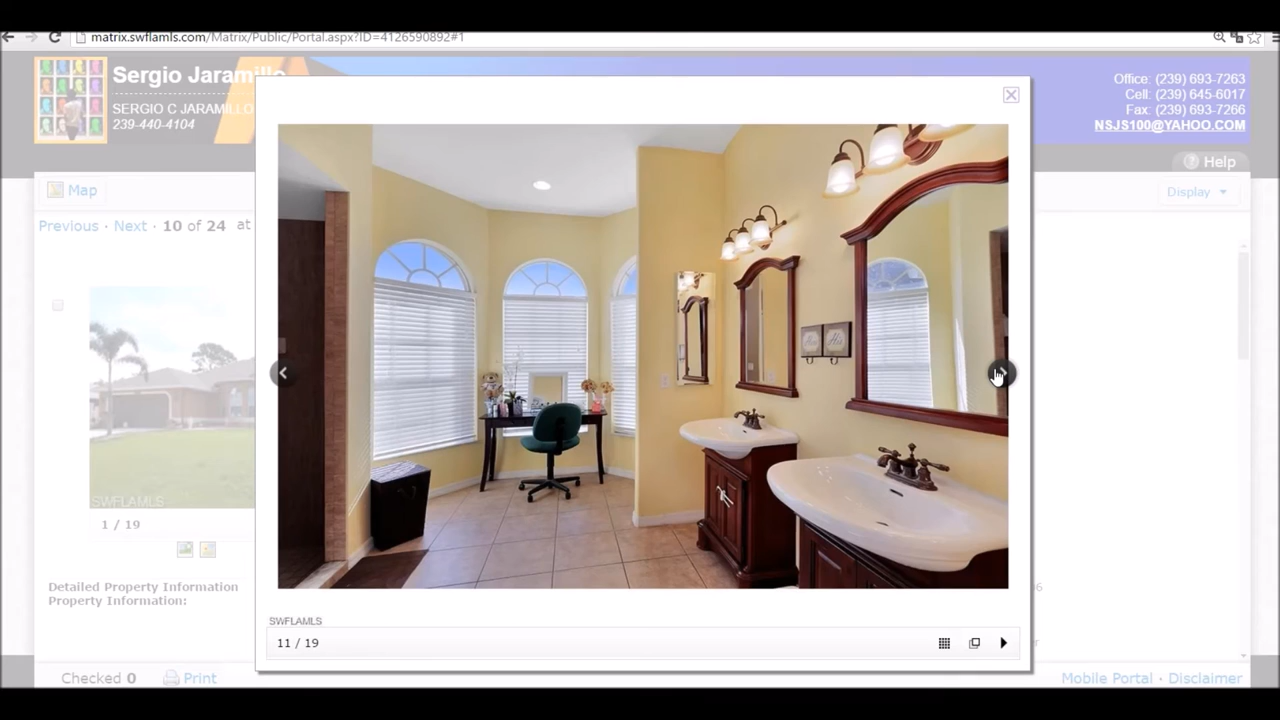 matrix.swflamls.com/Matrix/Public/Portal.aspx?ID=4126590892#1
Sergio Jaramillo
SERGIO C JARAMILLO
239-440-4104
Office: (239) 693-7263
Cell: (239) 645-6017
Fax: (239) 693-7266
NSJS100@YAHOO.COM
Help
Map
Display
Previous · Next · 10 of 24 at
SWFLAMLS
1 / 19
Detailed Property Information
Property Information:
SWFLAMLS
11 / 19
Checked 0
Print
Mobile Portal · Disclaimer